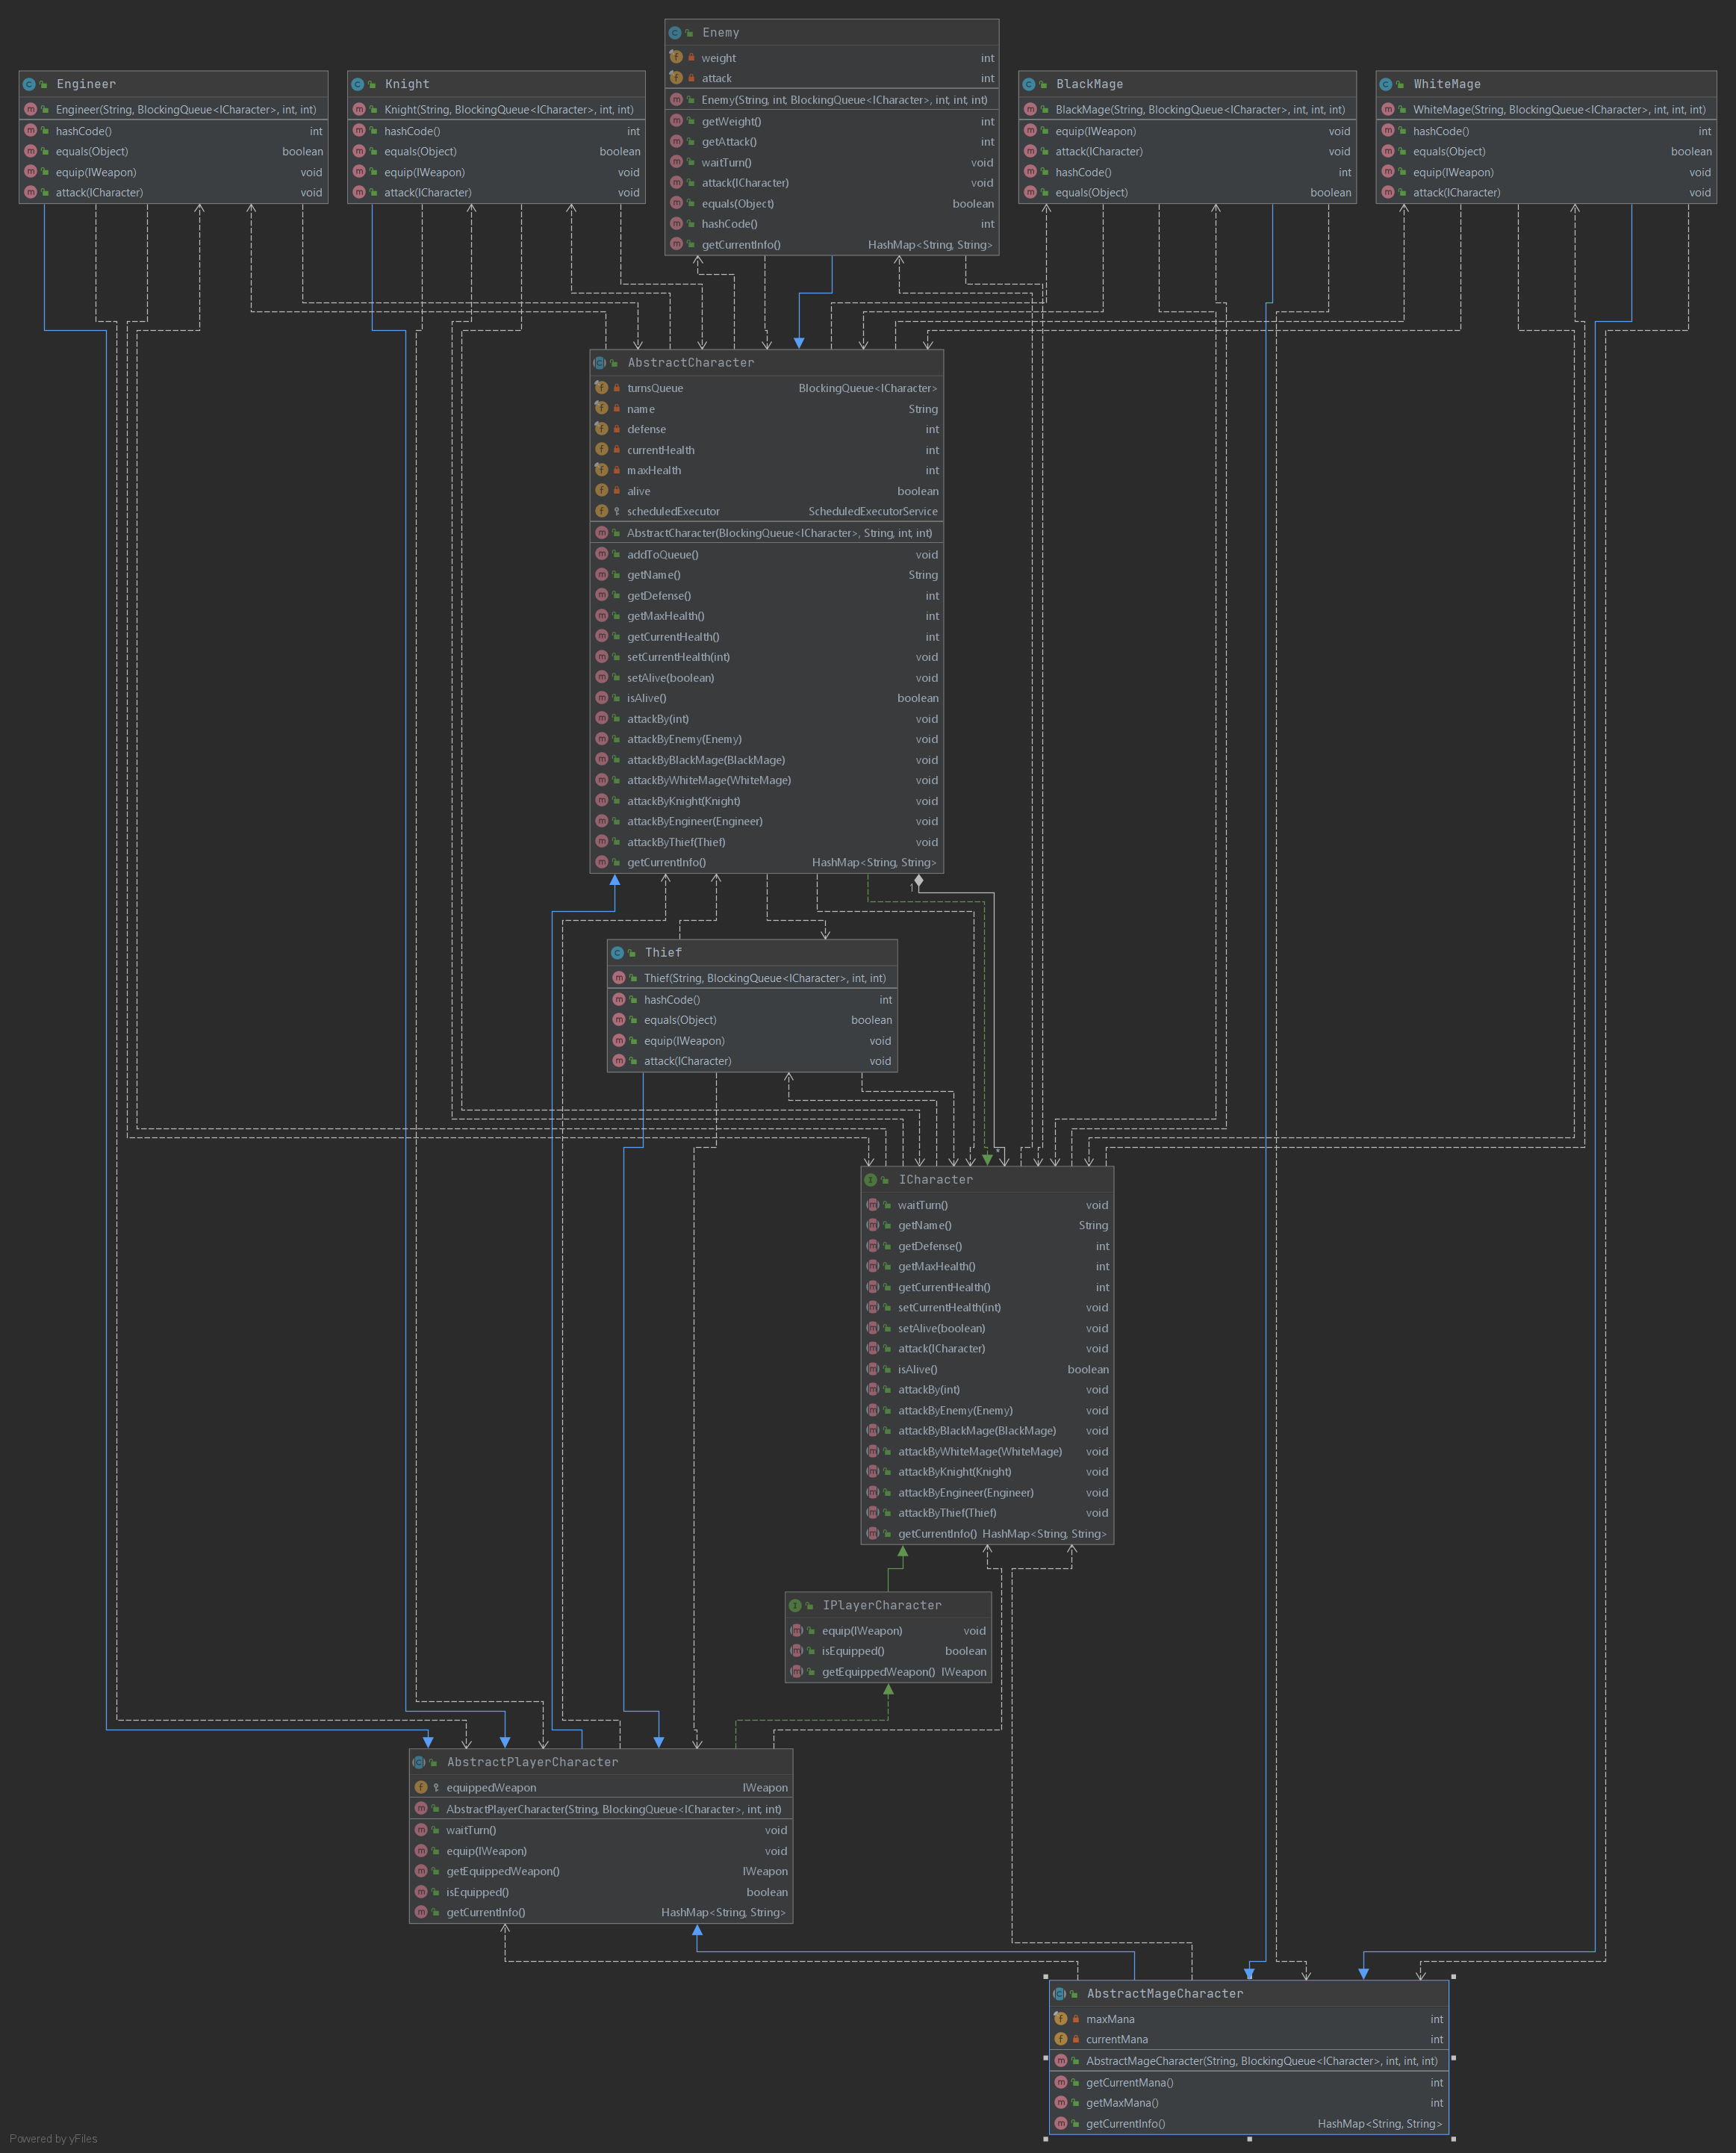 Enemy
weight int
attack int
Enemy(String, int, BlockingQueue<ICharacter>, int, int, int)
getWeight() int
getAttack() int
waitTurn() void
attack(ICharacter) void
equals(Object) boolean
hashCode() int
getCurrentInfo() HashMap<String, String>
Engineer
Engineer(String, BlockingQueue<ICharacter>, int, int)
hashCode() int
equals(Object) boolean
equip(IWeapon) void
attack(ICharacter) void
Knight
Knight(String, BlockingQueue<ICharacter>, int, int)
hashCode() int
equals(Object) boolean
equip(IWeapon) void
attack(ICharacter) void
BlackMage
BlackMage(String, BlockingQueue<ICharacter>, int, int, int)
equip(IWeapon) void
attack(ICharacter) void
hashCode() int
equals(Object) boolean
WhiteMage
WhiteMage(String, BlockingQueue<ICharacter>, int, int, int)
hashCode() int
equals(Object) boolean
equip(IWeapon) void
attack(ICharacter) void
AbstractCharacter
turnsQueue BlockingQueue<ICharacter>
name String
defense int
currentHealth int
maxHealth int
alive boolean
scheduledExecutor ScheduledExecutorService
AbstractCharacter(BlockingQueue<ICharacter>, String, int, int)
addToQueue() void
getName() String
getDefense() int
getMaxHealth() int
getCurrentHealth() int
setCurrentHealth(int) void
setAlive(boolean) void
isAlive() boolean
attackBy(int) void
attackByEnemy(Enemy) void
attackByBlackMage(BlackMage) void
attackByWhiteMage(WhiteMage) void
attackByKnight(Knight) void
attackByEngineer(Engineer) void
attackByThief(Thief) void
getCurrentInfo() HashMap<String, String>
1
Thief
Thief(String, BlockingQueue<ICharacter>, int, int)
hashCode() int
equals(Object) boolean
equip(IWeapon) void
attack(ICharacter) void
*
ICharacter
waitTurn() void
getName() String
getDefense() int
getMaxHealth() int
getCurrentHealth() int
setCurrentHealth(int) void
setAlive(boolean) void
attack(ICharacter) void
isAlive() boolean
attackBy(int) void
attackByEnemy(Enemy) void
attackByBlackMage(BlackMage) void
attackByWhiteMage(WhiteMage) void
attackByKnight(Knight) void
attackByEngineer(Engineer) void
attackByThief(Thief) void
getCurrentInfo() HashMap<String, String>
IPlayerCharacter
equip(IWeapon) void
isEquipped() boolean
getEquippedWeapon() IWeapon
AbstractPlayerCharacter
equippedWeapon IWeapon
AbstractPlayerCharacter(String, BlockingQueue<ICharacter>, int, int)
waitTurn() void
equip(IWeapon) void
getEquippedWeapon() IWeapon
isEquipped() boolean
getCurrentInfo() HashMap<String, String>
AbstractMageCharacter
maxMana int
currentMana int
AbstractMageCharacter(String, BlockingQueue<ICharacter>, int, int, int)
getCurrentMana() int
getMaxMana() int
getCurrentInfo() HashMap<String, String>
Powered by yFiles